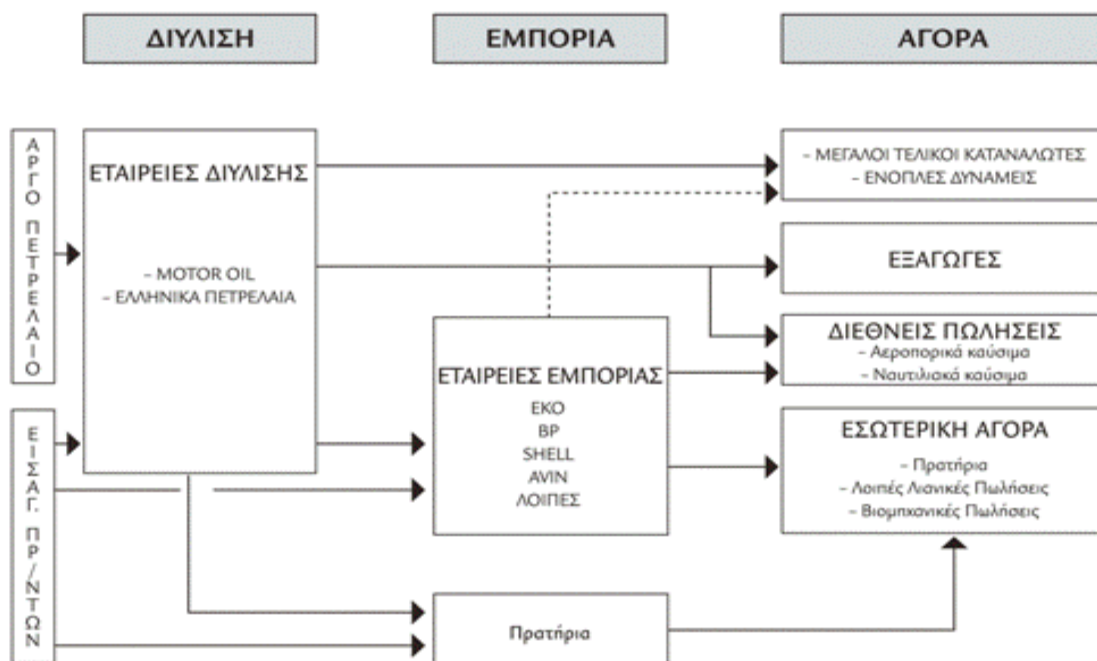 ΔΙΥΛΙΣΗ
ΕΜΠΟΡΙΑ
ΑΓΟΡΑ
ΑΡΓΟ ΠΕΤΡΕΛΑΙΟ
ΕΤΑΙΡΕΙΕΣ ΔΙΥΛΙΣΗΣ
– MOTOR OIL
– ΕΛΛΗΝΙΚΑ ΠΕΤΡΕΛΑΙΑ
– ΜΕΓΑΛΟΙ ΤΕΛΙΚΟΙ ΚΑΤΑΝΑΛΩΤΕΣ
– ΕΝΟΠΛΕΣ ΔΥΝΑΜΕΙΣ
ΕΞΑΓΩΓΕΣ
ΔΙΕΘΝΕΙΣ ΠΩΛΗΣΕΙΣ
– Αεροπορικά καύσιμα
– Ναυτιλιακά καύσιμα
ΕΤΑΙΡΕΙΕΣ ΕΜΠΟΡΙΑΣ
ΕΚΟ
BP
SHELL
AVIN
ΛΟΙΠΕΣ
ΕΙΣΑΓ. ΠΡ/ΝΤΩΝ
ΕΣΩΤΕΡΙΚΗ ΑΓΟΡΑ
– Πρατήρια
– Λοιπές Λιανικές Πωλήσεις
– Βιομηχανικές Πωλήσεις
Πρατήρια